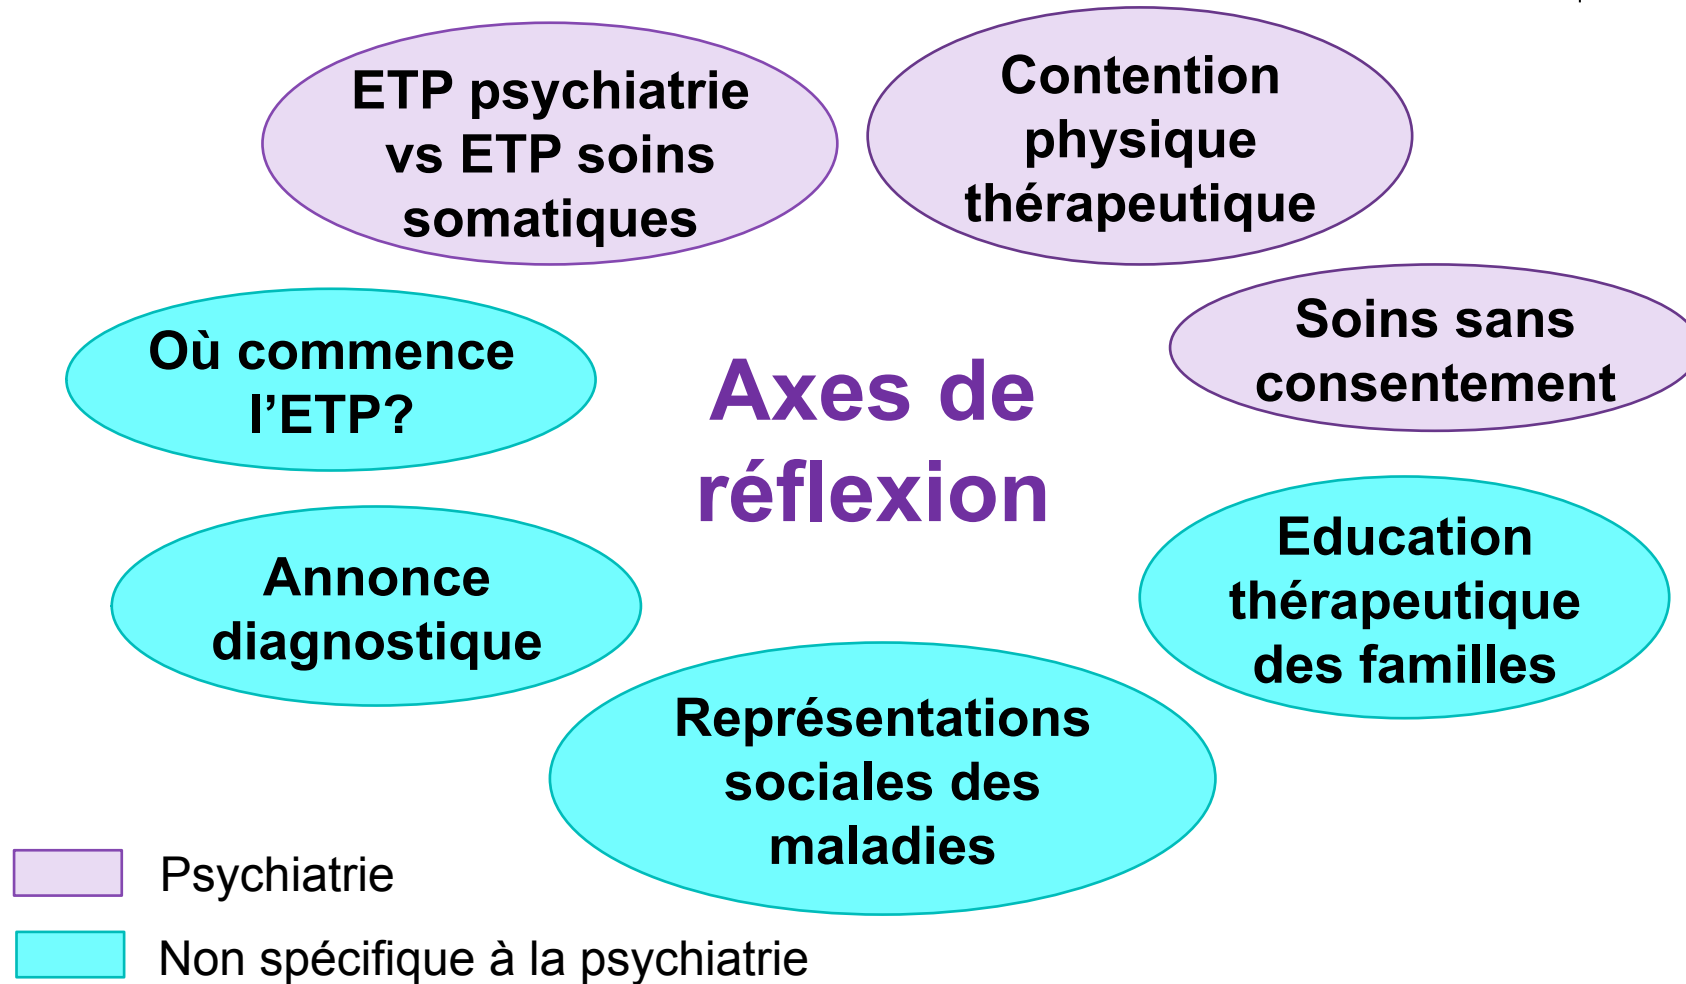 ETP psychiatrie
vs ETP soins
somatiques
Contention
physique
thérapeutique
Soins sans
consentement
Où commence
l’ETP?
Axes de
réflexion
Annonce
diagnostique
Education
thérapeutique
des familles
Représentations
sociales des
maladies
Psychiatrie
Non spécifique à la psychiatrie